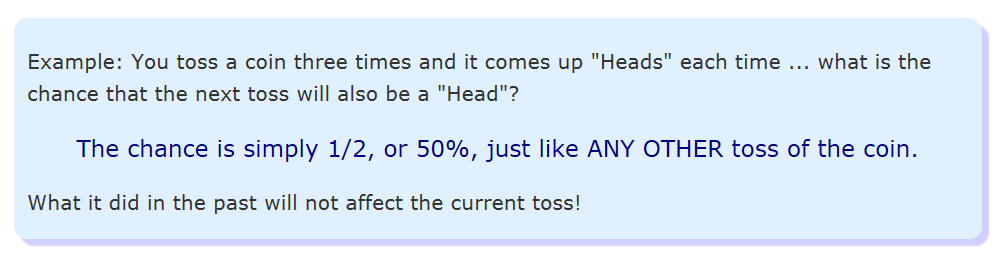 Example: You toss a coin three times and it comes up "Heads" each time ... what is the
chance that the next toss will also be a "Head"?
The chance is simply 1/2, or 50%, just like ANY OTHER toss of the coin.
What it did in the past will not affect the current toss!